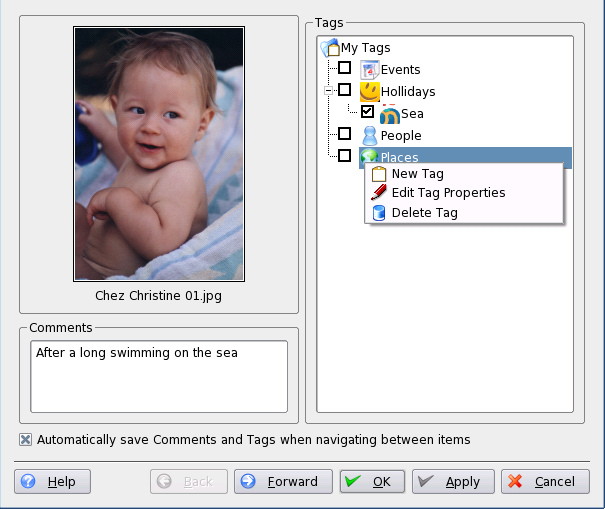 Tags
My Tags
Events
Hollidays
Sea
People
Places
New Tag
Edit Tag Properties
Delete Tag
Chez Christine 01.jpg
Comments
After a long swimming on the sea
Automatically save Comments and Tags when navigating between items
Help Back Forward OK Apply Cancel